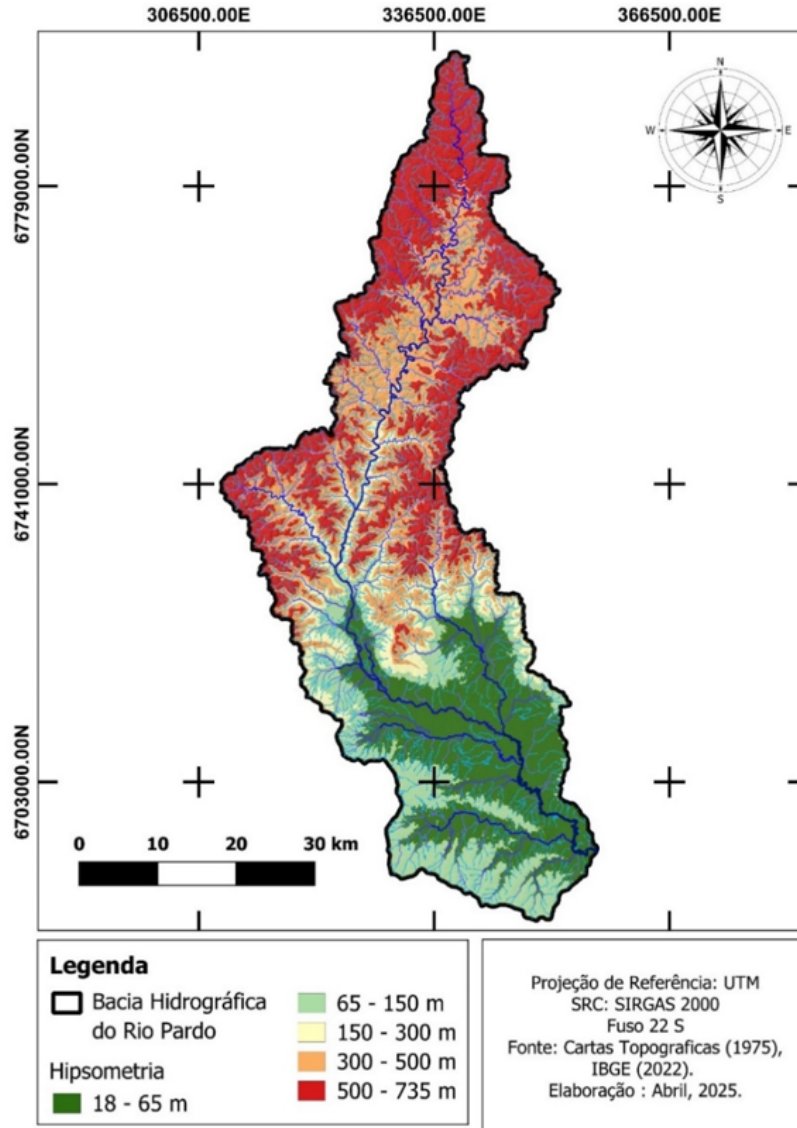 306500.00E 336500.00E 366500.00E
N
W E
S
6779000.00N
6741000.00N
6703000.00N
0 10 20 30 km
Legenda
Bacia Hidrográfica
do Rio Pardo
Hipsometria
18 - 65 m
65 - 150 m
150 - 300 m
300 - 500 m
500 - 735 m
Projeção de Referência: UTM
SRC: SIRGAS 2000
Fuso 22 S
Fonte: Cartas Topograficas (1975),
IBGE (2022).
Elaboração : Abril, 2025.